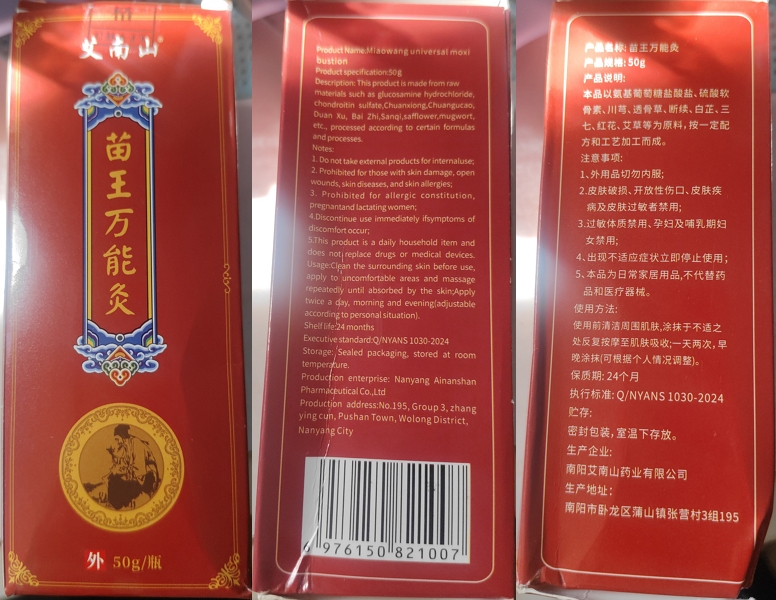 艾南山
苗王万能灸
外 50g/瓶
Product Name:Miaowang universal moxi
bustion
Product specification:50g
Description: This product is made from raw
materials such as glucosamine hydrochloride,
chondroitin sulfate,Chuanxiong,Chuangucao,
Duan Xu, Bai Zhi,Sanqi,safflower,mugwort,
etc., processed according to certain formulas
and processes.
Notes:
1. Do not take external products for internaluse;
2. Prohibited for those with skin damage, open
wounds, skin diseases, and skin allergies;
3. Prohibited for allergic constitution,
pregnantand lactating women;
4.Discontinue use immediately ifsymptoms of
discomfort occur;
5.This product is a daily household item and
does not replace drugs or medical devices.
Usage:Clean the surrounding skin before use,
apply to uncomfortable areas and massage
repeatedly until absorbed by the skin;Apply
twice a day, morning and evening(adjustable
according to personal situation).
Shelf life:24 months
Executive standard:Q/NYANS 1030-2024
Storage: Sealed packaging, stored at room
temperature.
Production enterprise: Nanyang Ainanshan
Pharmaceutical Co.,Ltd
Production address:No.195, Group 3, zhang
ying cun, Pushan Town, Wolong District,
Nanyang City
6 976150 821007
产品名称: 苗王万能灸
产品规格: 50g
产品说明:
本品以氨基葡萄糖盐酸盐、硫酸软
骨素、川芎、透骨草、断续、白芷、三
七、红花、艾草等为原料，按一定配
方和工艺加工而成。
注意事项:
1、外用品切勿内服;
2.皮肤破损、开放性伤口、皮肤疾
病及皮肤过敏者禁用;
3.过敏体质禁用、孕妇及哺乳期妇
女禁用;
4、出现不适应症状立即停止使用;
5、本品为日常家居用品,不代替药
品和医疗器械。
使用方法:
使用前清洁周围肌肤,涂抹于不适之
处反复按摩至肌肤吸收;一天两次,早
晚涂抹(可根据个人情况调整)。
保质期: 24个月
执行标准: Q/NYANS 1030-2024
贮存:
密封包装,室温下存放。
生产企业:
南阳艾南山药业有限公司
生产地址:
南阳市卧龙区蒲山镇张营村3组195